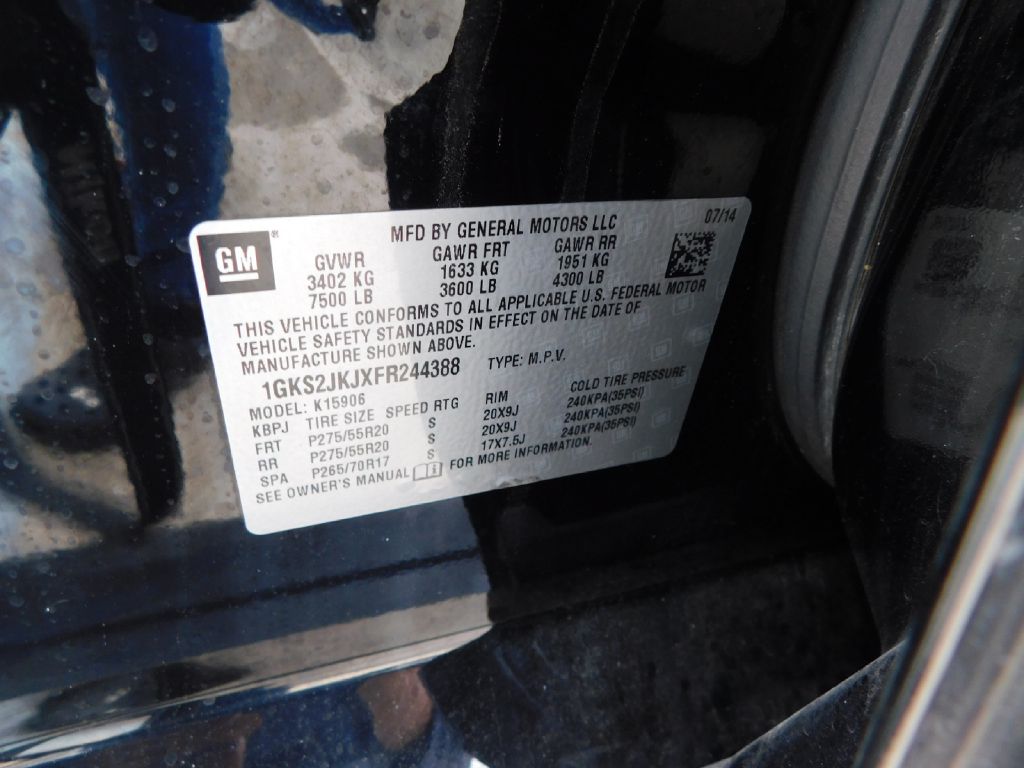 GM
MFD BY GENERAL MOTORS LLC 07/14
GVWR GAWR FRT GAWR RR
3402 KG 1633 KG 1951 KG
7500 LB 3600 LB 4300 LB
THIS VEHICLE CONFORMS TO ALL APPLICABLE U.S. FEDERAL MOTOR
VEHICLE SAFETY STANDARDS IN EFFECT ON THE DATE OF
MANUFACTURE SHOWN ABOVE.
1GKS2JKJXFR244388 TYPE: M.P.V.
MODEL: K15906
KBPJ TIRE SIZE SPEED RTG RIM COLD TIRE PRESSURE
FRT P275/55R20 S 20X9J 240KPA(35PSI)
RR P275/55R20 S 20X9J 240KPA(35PSI)
SPA P265/70R17 S 17X7.5J 240KPA(35PSI)
SEE OWNER'S MANUAL FOR MORE INFORMATION.